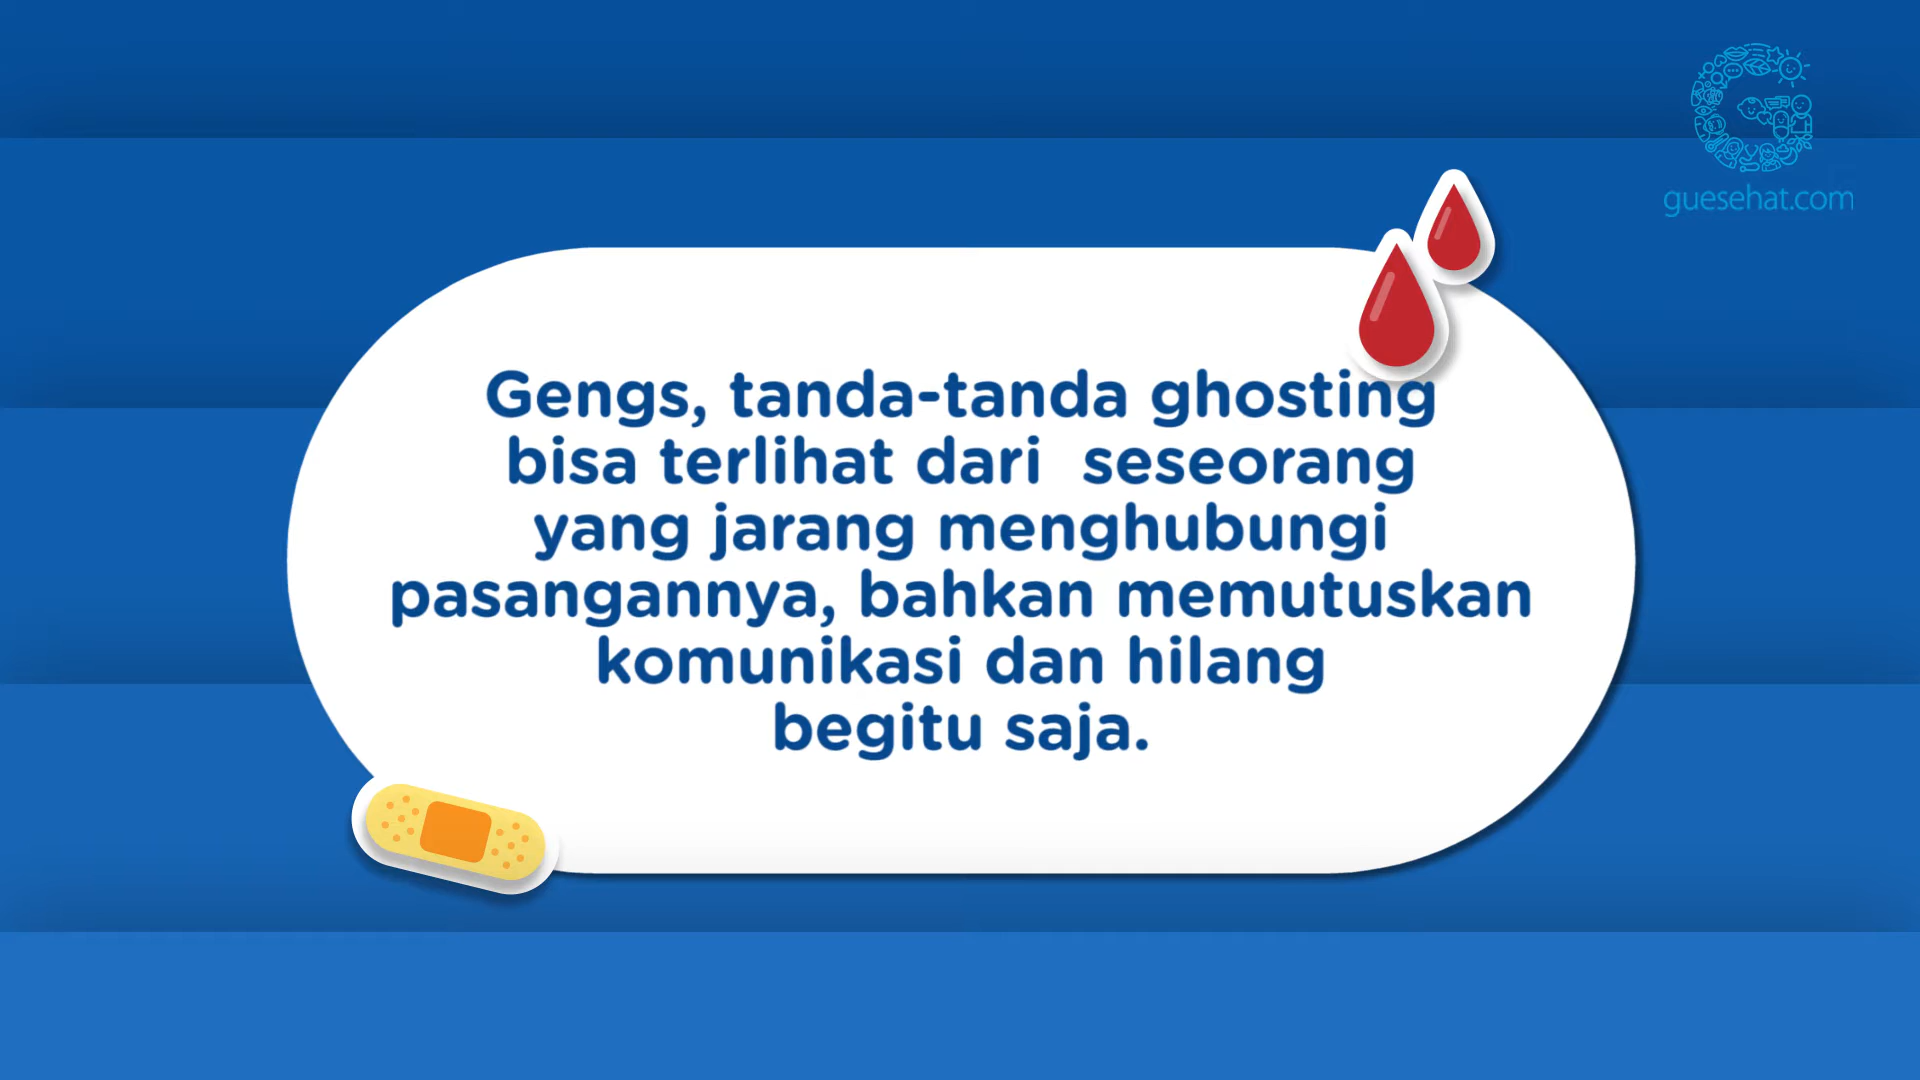 guesehat.com
Gengs, tanda-tanda ghosting
bisa terlihat dari  seseorang
yang jarang menghubungi
pasangannya, bahkan memutuskan
komunikasi dan hilang
begitu saja.